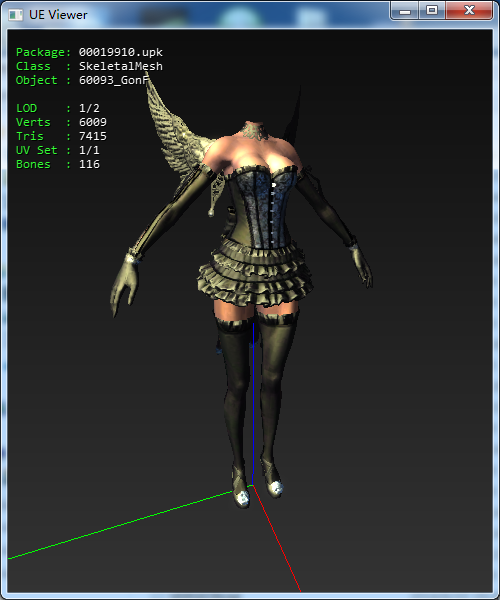 UE Viewer
Package: 00019910.upk
Class  : SkeletalMesh
Object : 60093_GonF
LOD    : 1/2
Verts  : 6009
Tris   : 7415
UV Set : 1/1
Bones  : 116